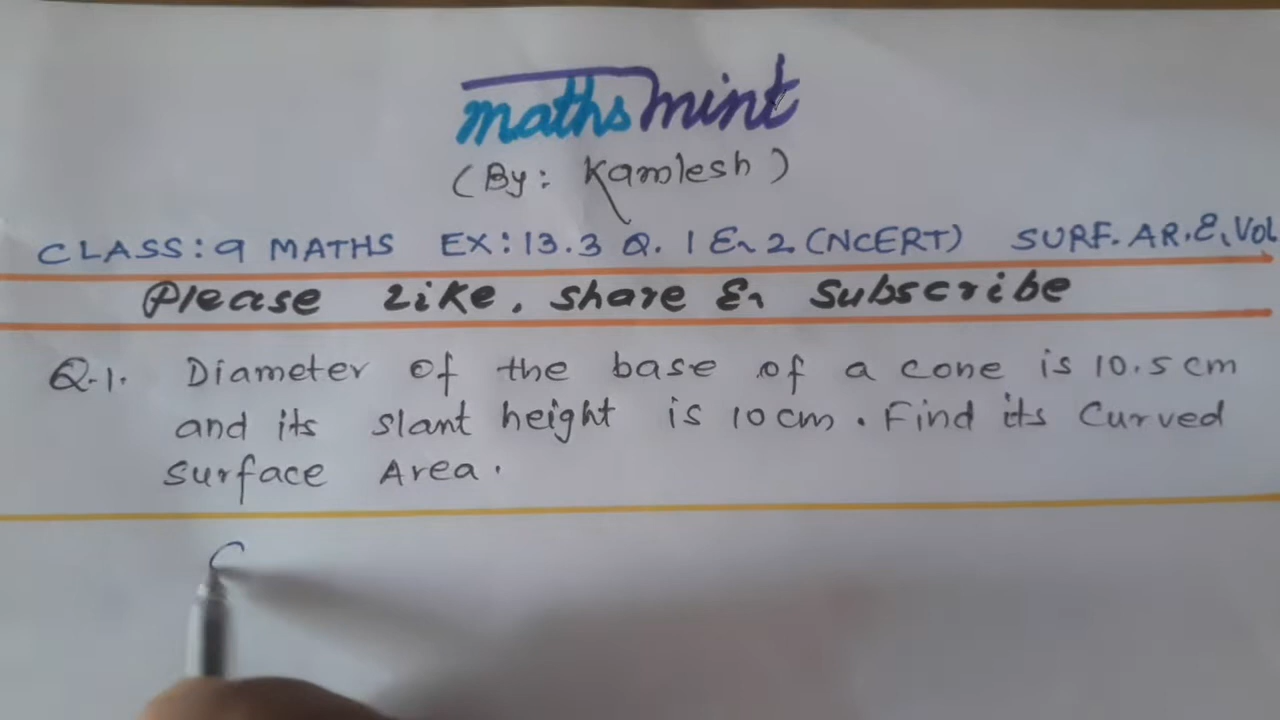 maths mint
(By: Kamlesh)
CLASS: 9 MATHS EX: 13.3 Q. 1 & 2 (NCERT) SURF. AR. & Vol
Please Like, Share & Subscribe
Q.1. Diameter of the base of a cone is 10.5 cm
and its slant height is 10 cm. Find its Curved
Surface Area.
C